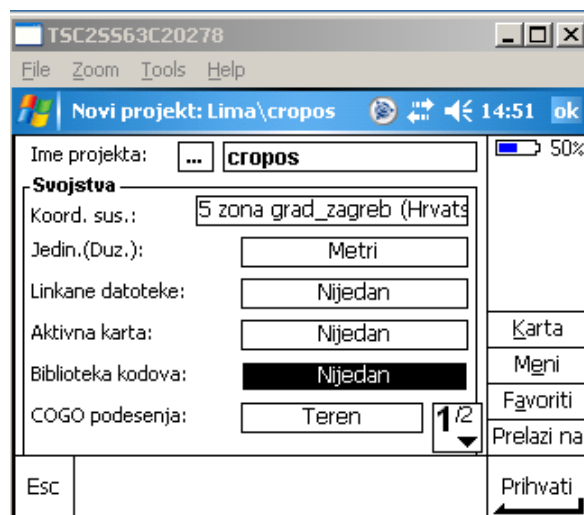 TSC2SS63C20278
File Zoom Tools Help
Novi projekt: Lima\cropos 14:51 ok
Ime projekta: ... cropos
50%
Svojstva
Koord. sus.: 5 zona grad_zagreb (Hrvats
Jedin.(Duz.): Metri
Linkane datoteke: Nijedan
Aktivna karta: Nijedan
Biblioteka kodova: Nijedan
COGO podesenja: Teren
1/2
Karta
Meni
Favoriti
Prelazi na
Esc
Prihvati